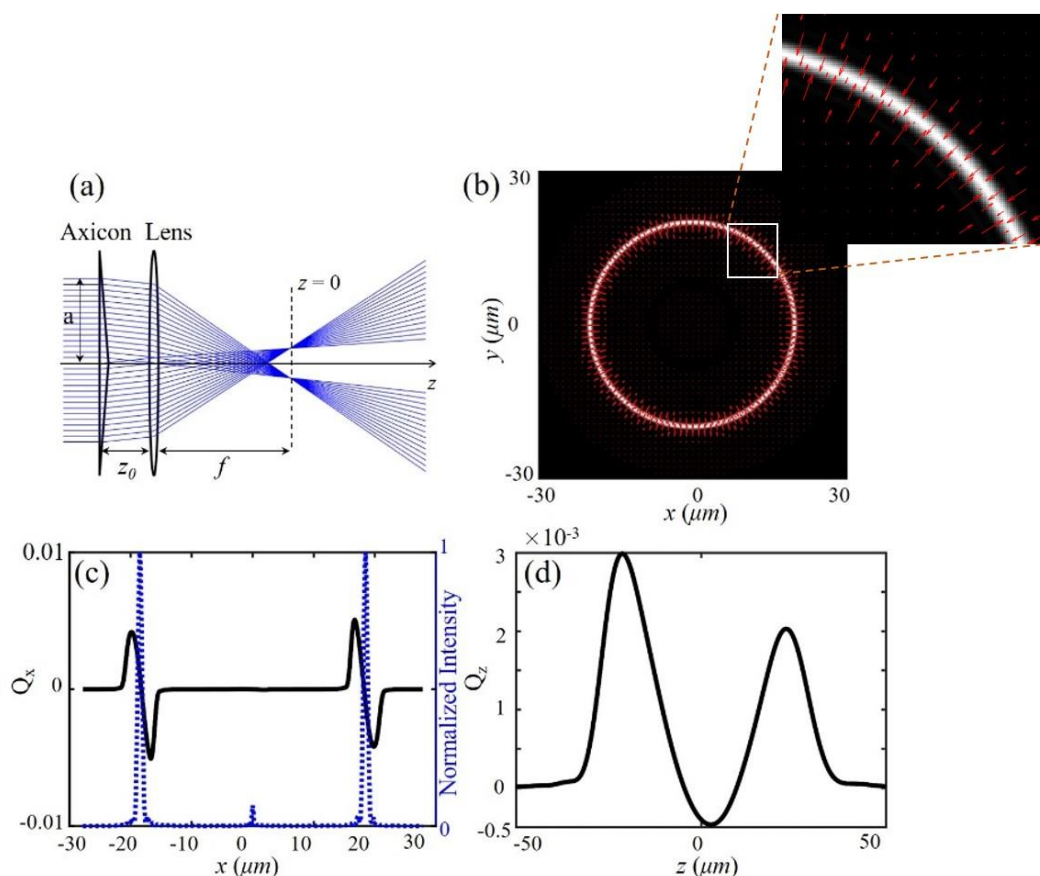 (a)
Axicon Lens
z = 0
a
z
z₀
f
(b)
30
y (μm)
0
-30
-30 0 30
x (μm)
(c)
0.01
Qₓ
0
-0.01
1
Normalized Intensity
0
-30 -20 -10 0 10 20 30
x (μm)
(d)
×10⁻³
3
2
Q_z
1
0
-0.5
-50 0 50
z (μm)